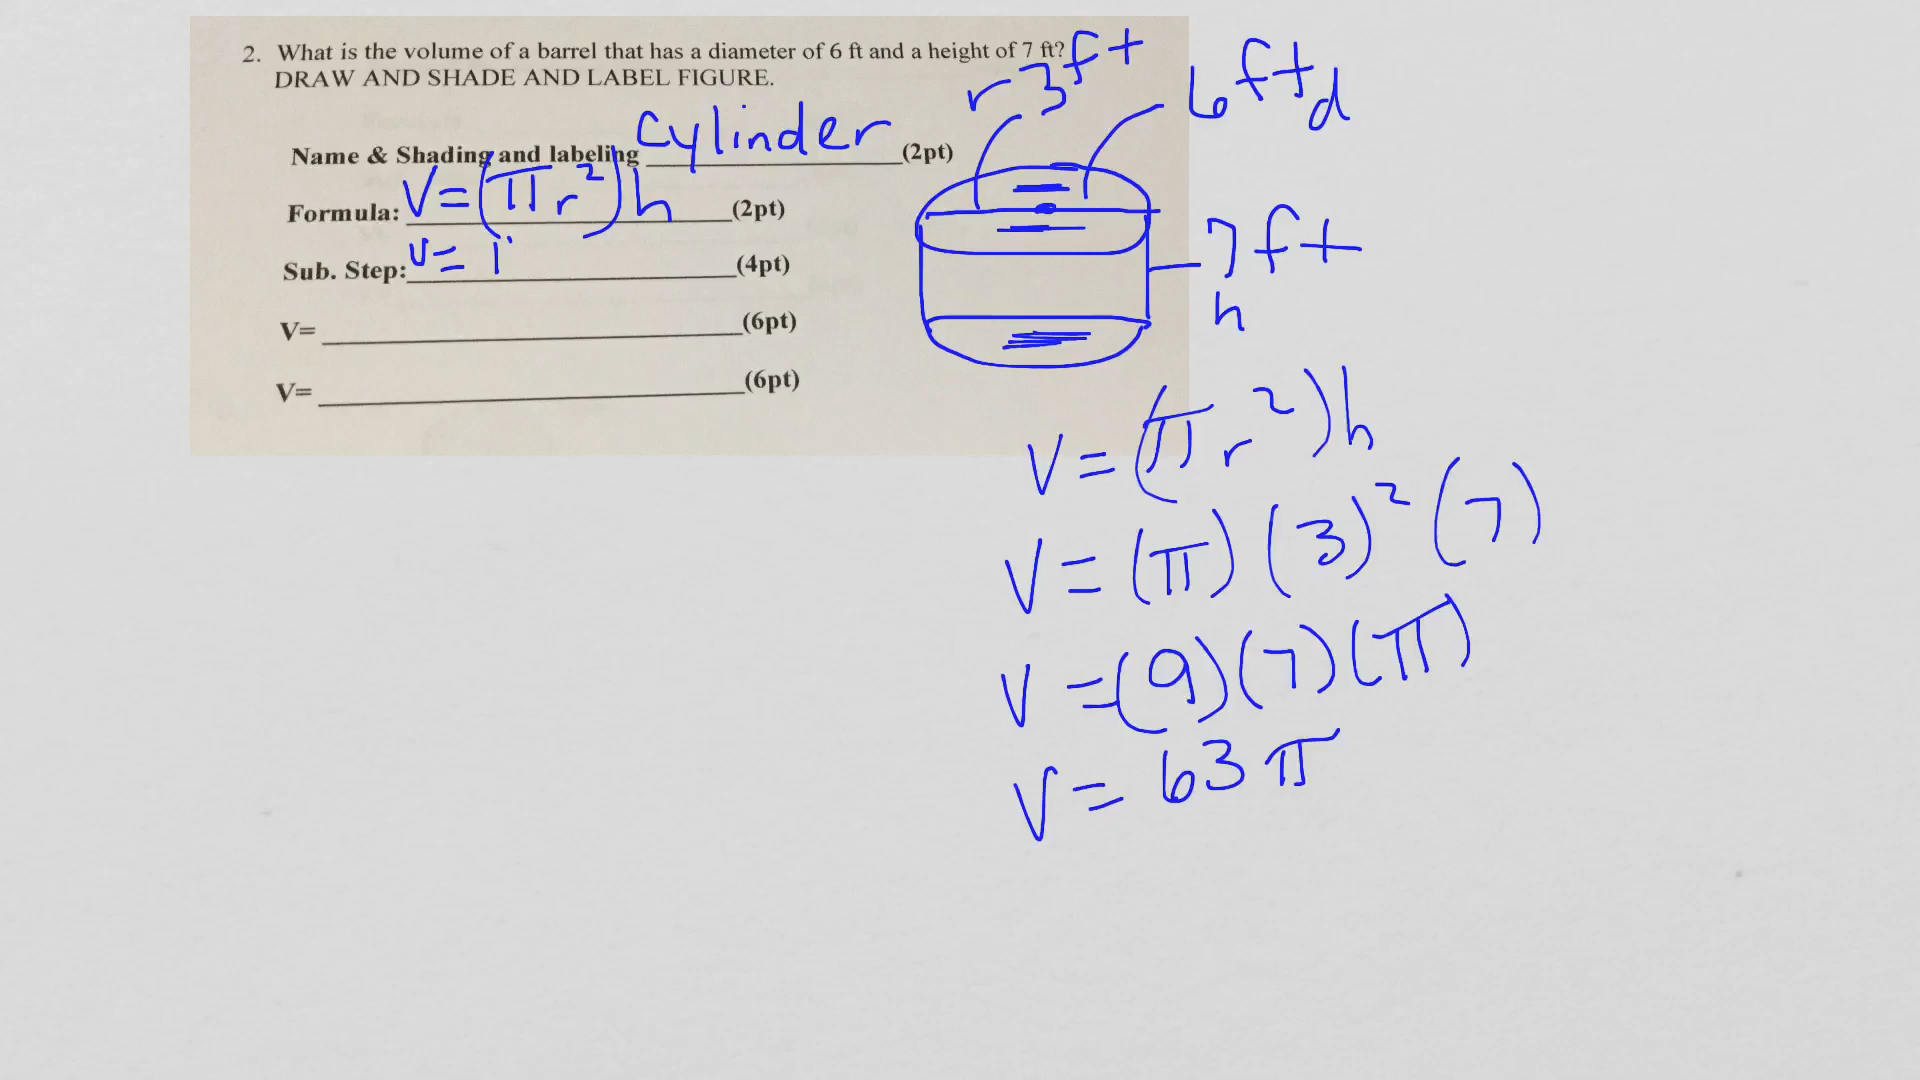 2. What is the volume of a barrel that has a diameter of 6 ft and a height of 7 ft?
DRAW AND SHADE AND LABEL FIGURE.
r 3ft
6ft d
Name & Shading and labeling cylinder (2pt)
Formula: V=(πr²)h (2pt)
7ft
h
Sub. Step: V= (4pt)
V= (6pt)
V= (6pt)
V=(πr²)h
V=(π)(3)²(7)
V=(9)(7)(π)
V=63π